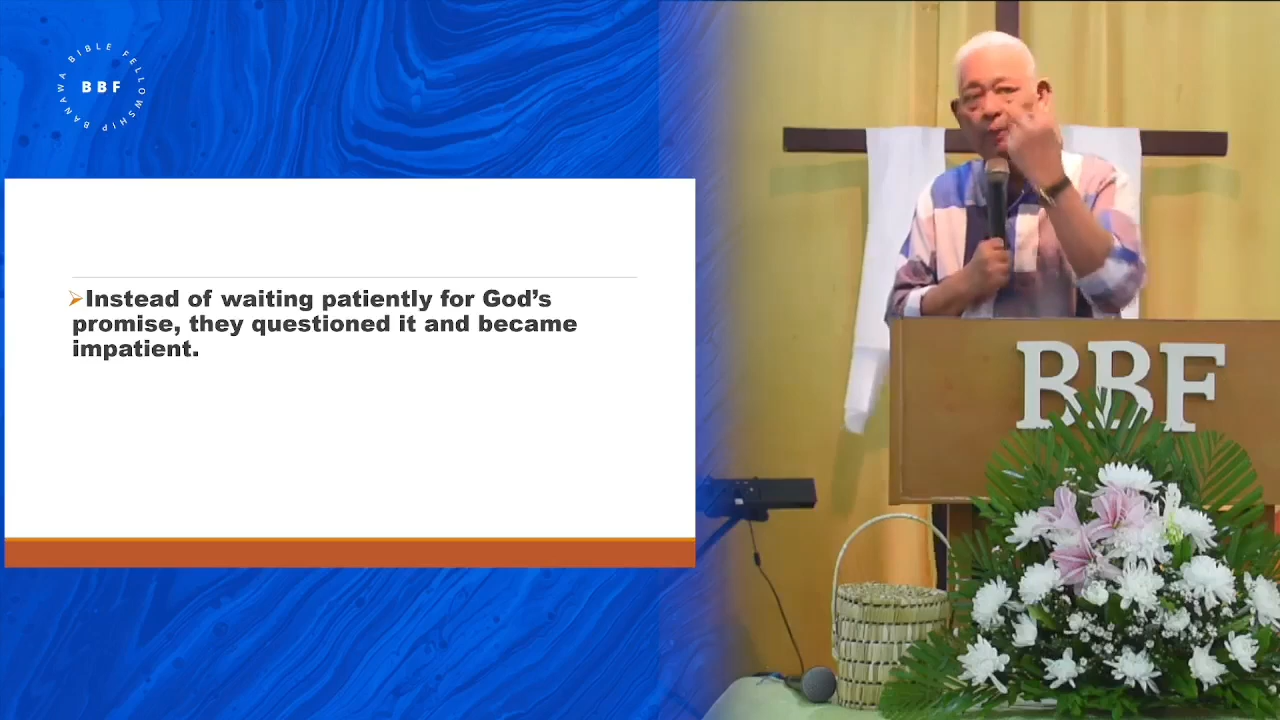 BANAWA BIBLE FELLOWSHIP
BBF
➢Instead of waiting patiently for God’s
promise, they questioned it and became
impatient.
BBF